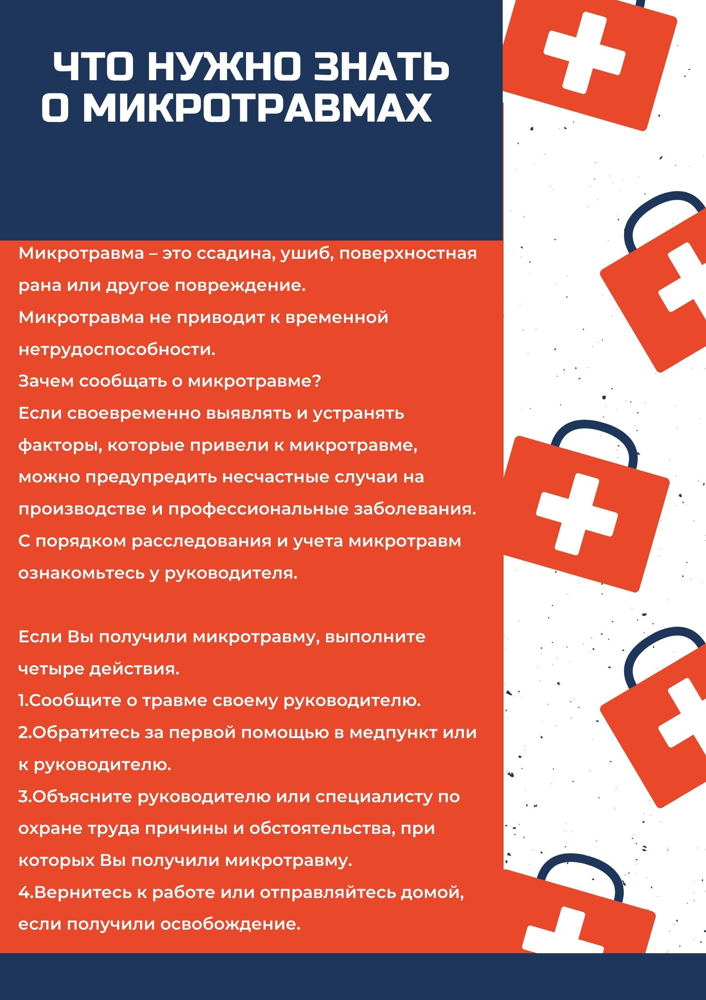 ЧТО НУЖНО ЗНАТЬ
О МИКРОТРАВМАХ
Микротравма – это ссадина, ушиб, поверхностная
рана или другое повреждение.
Микротравма не приводит к временной
нетрудоспособности.
Зачем сообщать о микротравме?
Если своевременно выявлять и устранять
факторы, которые привели к микротравме,
можно предупредить несчастные случаи на
производстве и профессиональные заболевания.
С порядком расследования и учета микротравм
ознакомьтесь у руководителя.
Если Вы получили микротравму, выполните
четыре действия.
1.Сообщите о травме своему руководителю.
2.Обратитесь за первой помощью в медпункт или
к руководителю.
3.Объясните руководителю или специалисту по
охране труда причины и обстоятельства, при
которых Вы получили микротравму.
4.Вернитесь к работе или отправляйтесь домой,
если получили освобождение.